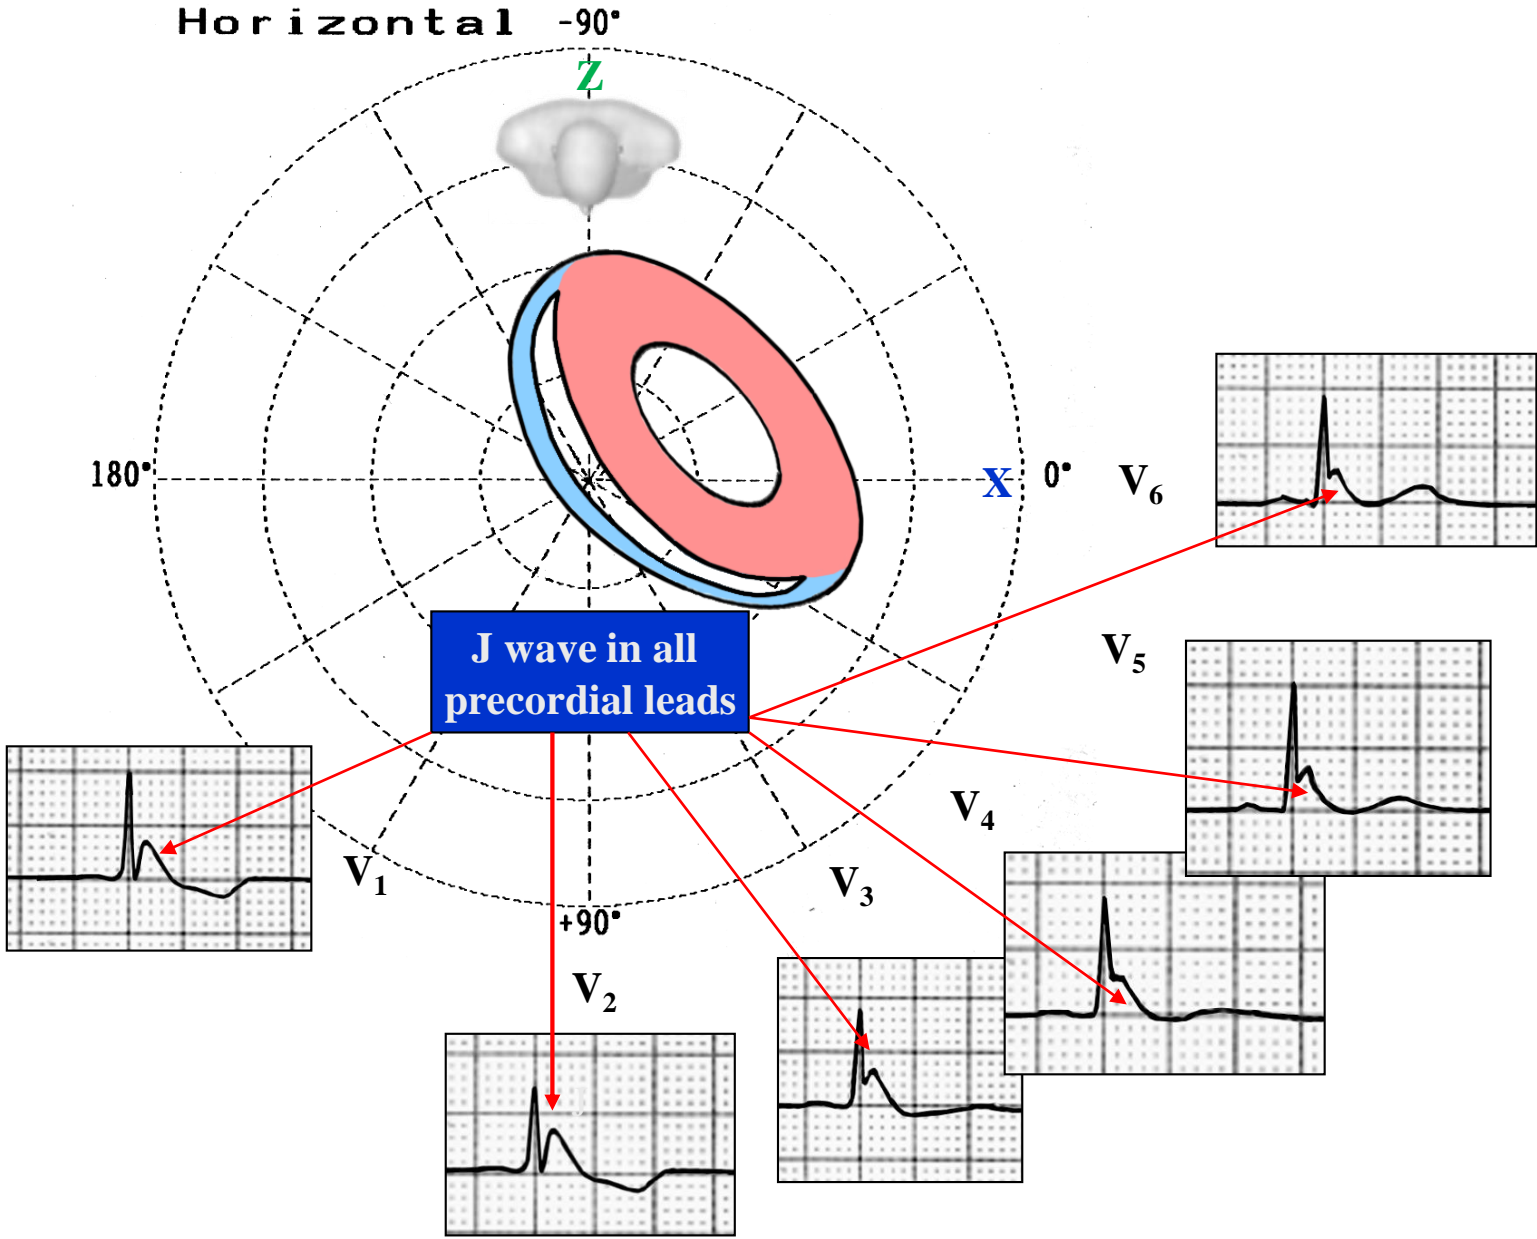 Horizontal
-90°
Z
180°
X
0°
V6
V5
J wave in all
precordial leads
V4
V1
V3
+90°
V2